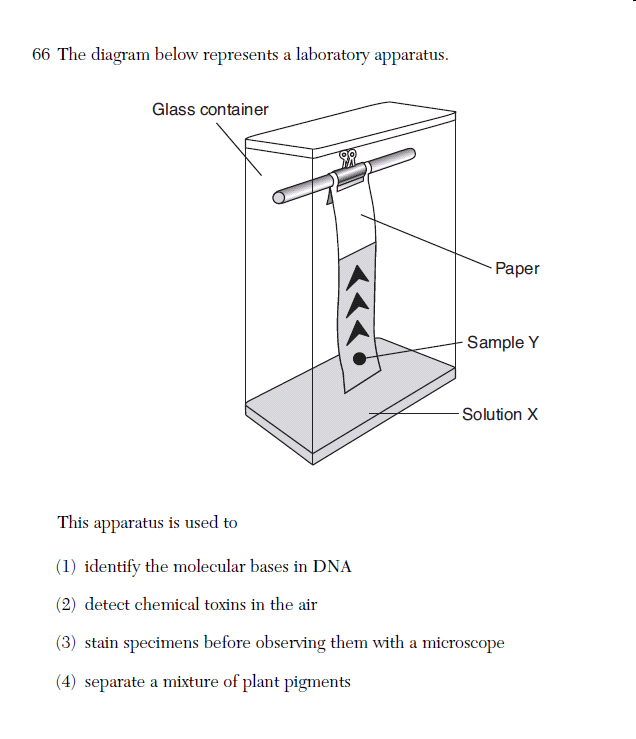 66 The diagram below represents a laboratory apparatus.
Glass container
Paper
Sample Y
Solution X
This apparatus is used to
(1) identify the molecular bases in DNA
(2) detect chemical toxins in the air
(3) stain specimens before observing them with a microscope
(4) separate a mixture of plant pigments